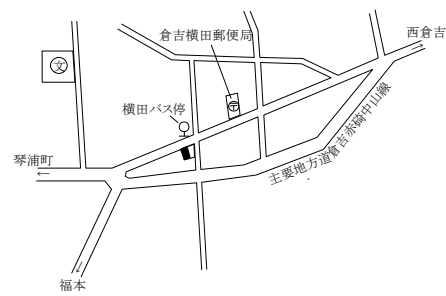 西倉吉
倉吉横田郵便局
文
〒
横田バス停
琴浦町
主要地方道倉吉赤碕中山線
福本